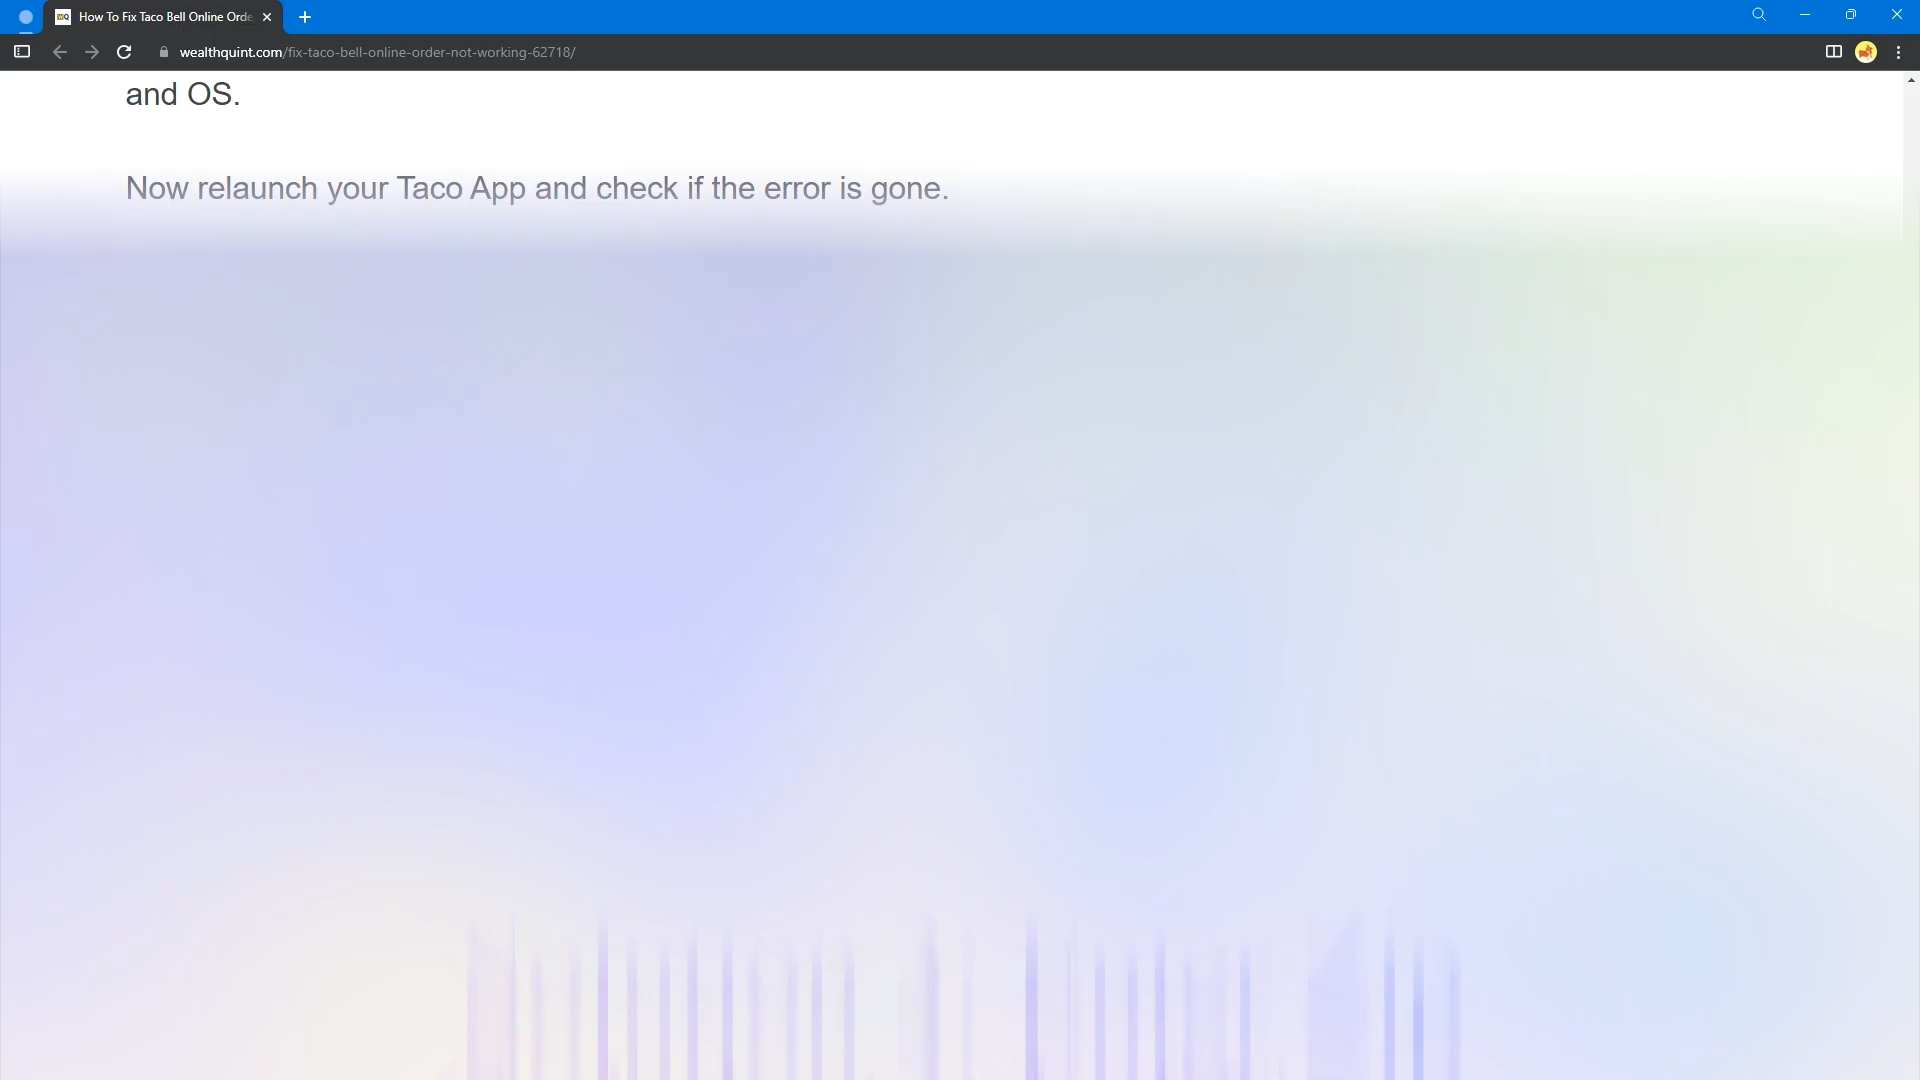 How To Fix Taco Bell Online Orde
wealthquint.com/fix-taco-bell-online-order-not-working-62718/
and OS.
Now relaunch your Taco App and check if the error is gone.